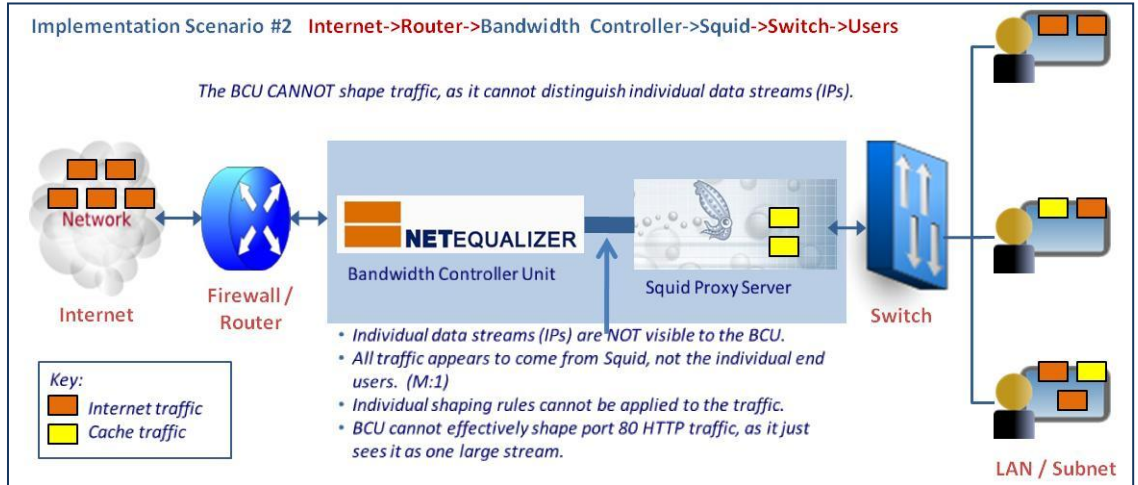 Implementation Scenario #2 Internet->Router->Bandwidth Controller->Squid->Switch->Users
The BCU CANNOT shape traffic, as it cannot distinguish individual data streams (IPs).
Network
NETEQUALIZER
Bandwidth Controller Unit
Squid Proxy Server
Internet
Firewall /
Router
Switch
• Individual data streams (IPs) are NOT visible to the BCU.
• All traffic appears to come from Squid, not the individual end
users. (M:1)
• Individual shaping rules cannot be applied to the traffic.
• BCU cannot effectively shape port 80 HTTP traffic, as it just
sees it as one large stream.
Key:
Internet traffic
Cache traffic
LAN / Subnet